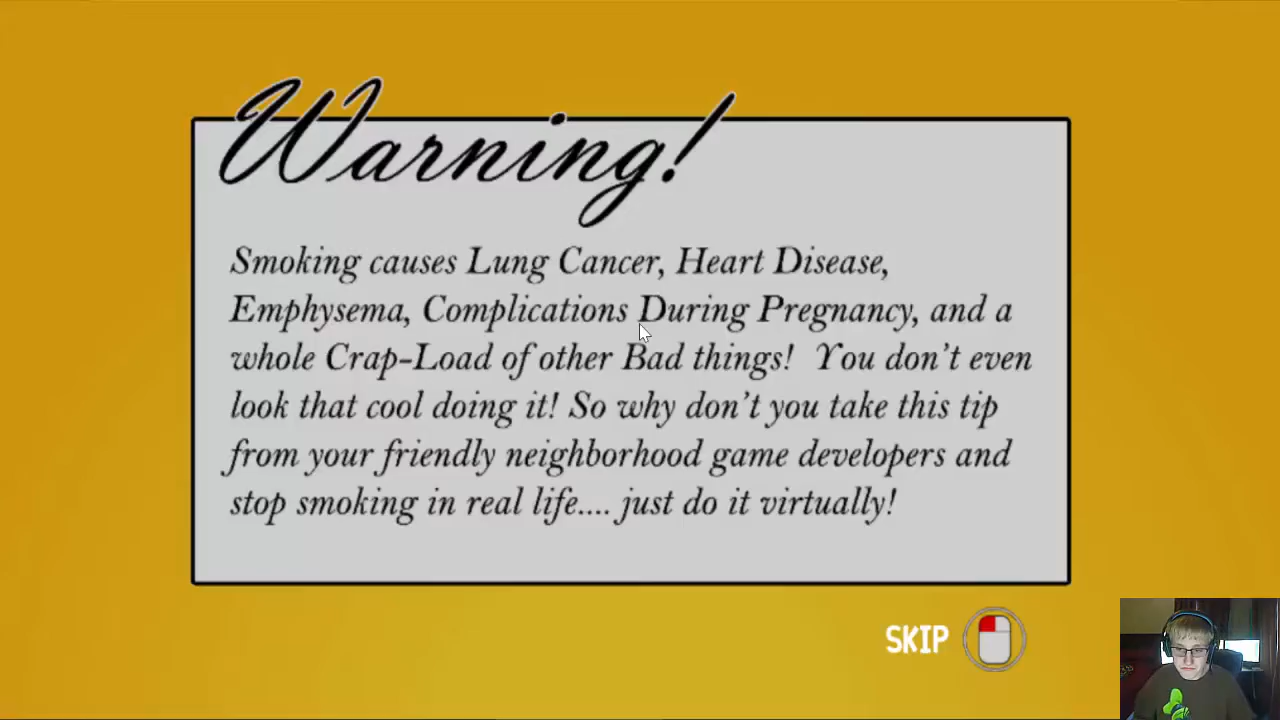 Warning!
Smoking causes Lung Cancer, Heart Disease,
Emphysema, Complications During Pregnancy, and a
whole Crap-Load of other Bad things!  You don't even
look that cool doing it! So why don't you take this tip
from your friendly neighborhood game developers and
stop smoking in real life.... just do it virtually!
SKIP